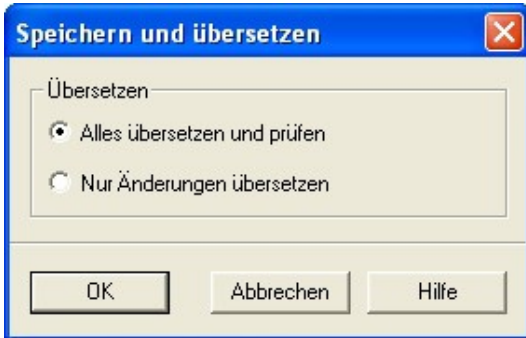 Speichern und übersetzen
Übersetzen
Alles übersetzen und prüfen
Nur Änderungen übersetzen
OK Abbrechen Hilfe